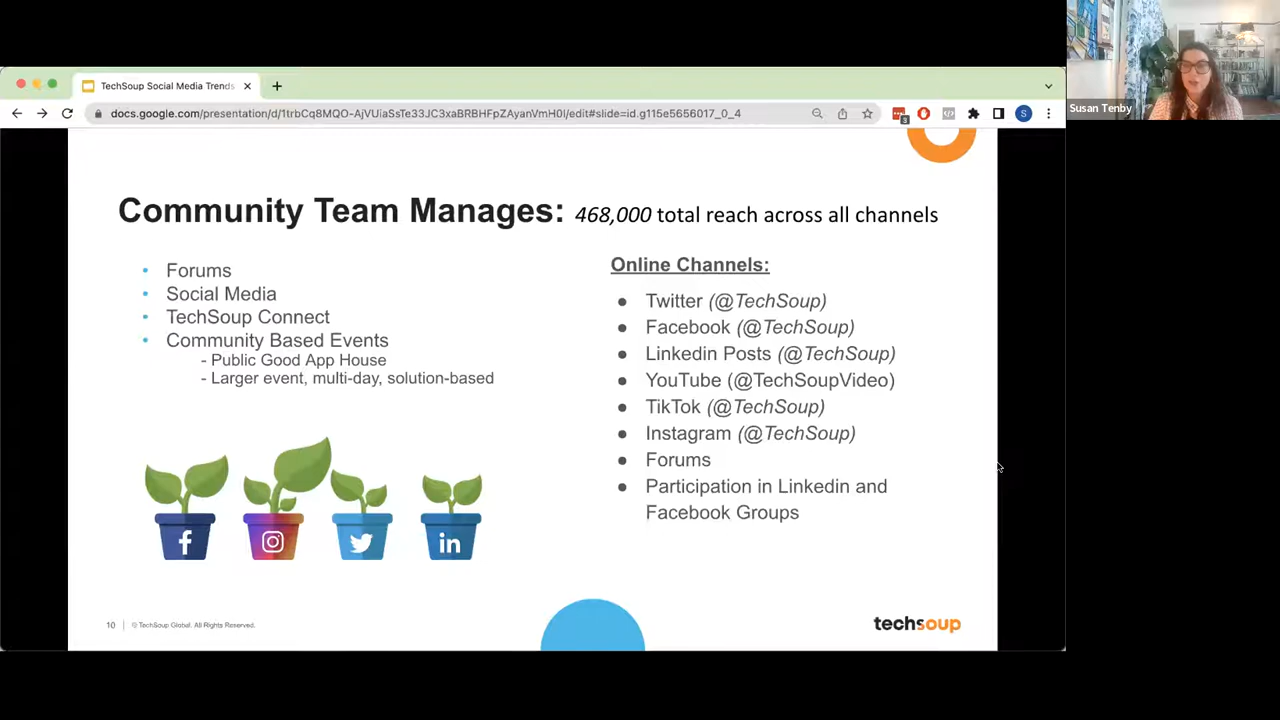 TechSoup Social Media Trends
docs.google.com/presentation/d/1trbCq8MQO-AjVUiaSsTe33JC3xaBRBHFpZAyanVmH0I/edit#slide=id.g115e5656017_0_4
3
S
Susan Tenby
Community Team Manages: 468,000 total reach across all channels
• Forums
• Social Media
• TechSoup Connect
• Community Based Events
- Public Good App House
- Larger event, multi-day, solution-based
Online Channels:
● Twitter (@TechSoup)
● Facebook (@TechSoup)
● Linkedin Posts (@TechSoup)
● YouTube (@TechSoupVideo)
● TikTok (@TechSoup)
● Instagram (@TechSoup)
● Forums
● Participation in Linkedin and
Facebook Groups
f
in
10 | © TechSoup Global. All Rights Reserved.
techsoup